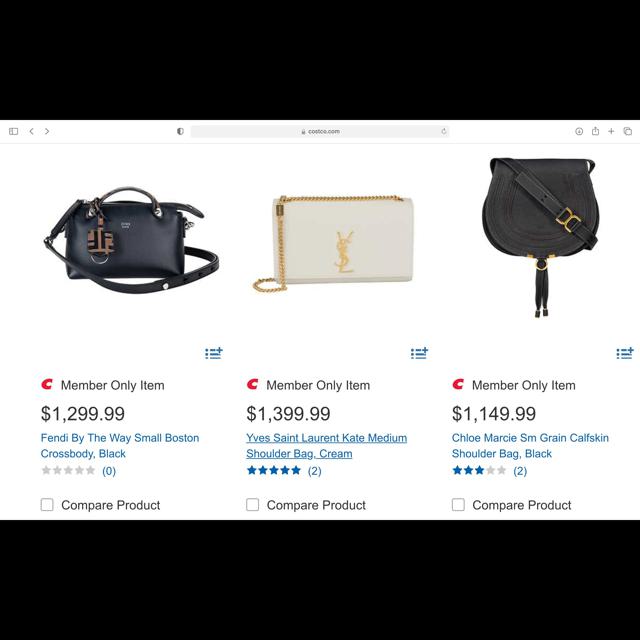 costco.com
Member Only Item
$1,299.99
Fendi By The Way Small Boston
Crossbody, Black
(0)
Compare Product
Member Only Item
$1,399.99
Yves Saint Laurent Kate Medium
Shoulder Bag, Cream
(2)
Compare Product
Member Only Item
$1,149.99
Chloe Marcie Sm Grain Calfskin
Shoulder Bag, Black
(2)
Compare Product